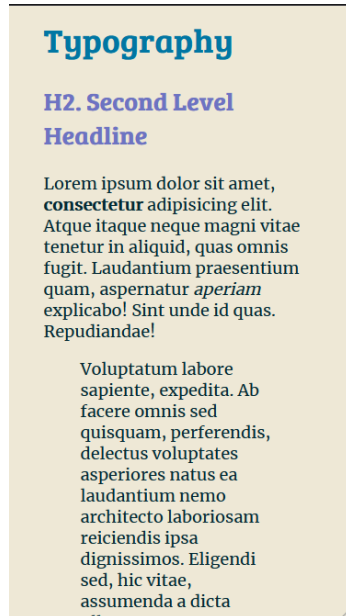 Typography
H2. Second Level
Headline
Lorem ipsum dolor sit amet,
consectetur adipisicing elit.
Atque itaque neque magni vitae
tenetur in aliquid, quas omnis
fugit. Laudantium praesentium
quam, aspernatur aperiam
explicabo! Sint unde id quas.
Repudiandae!
Voluptatum labore
sapiente, expedita. Ab
facere omnis sed
quisquam, perferendis,
delectus voluptates
asperiores natus ea
laudantium nemo
architecto laboriosam
reiciendis ipsa
dignissimos. Eligendi
sed, hic vitae,
assumenda a dicta